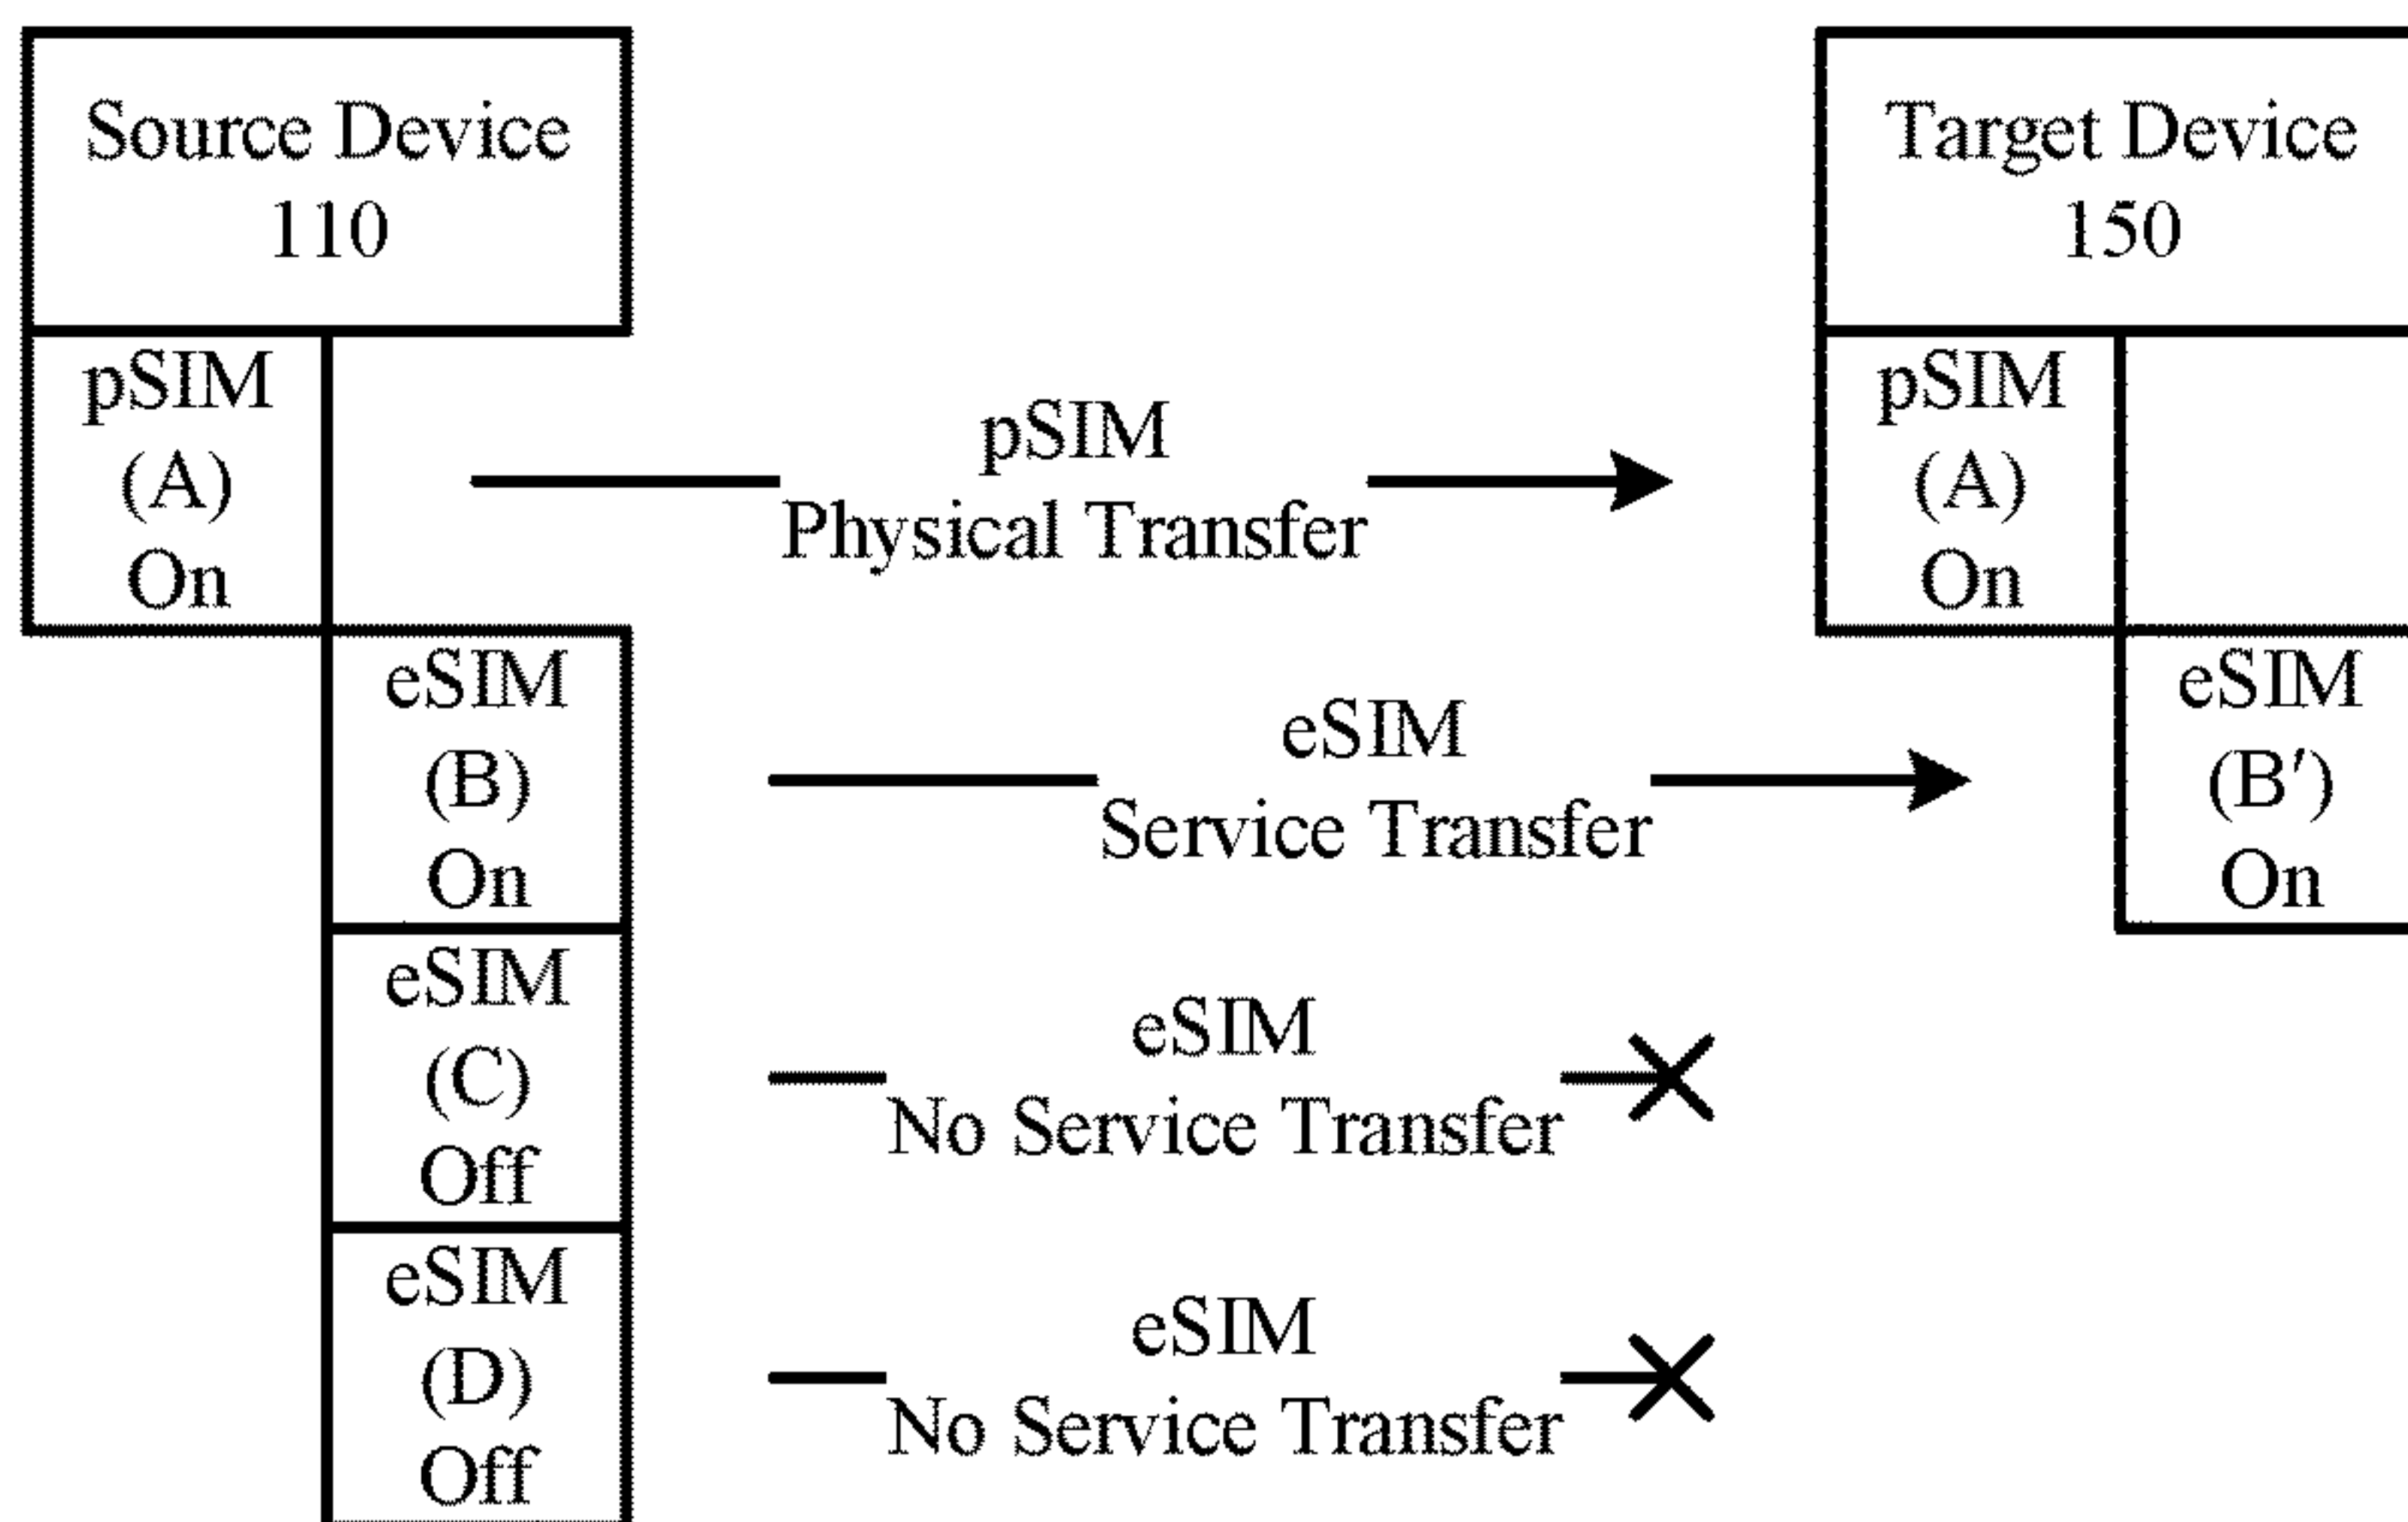 Source Device
110
Target Device
150
pSIM
(A)
On
pSIM
Physical Transfer
pSIM
(A)
On
eSIM
(B)
On
eSIM
Service Transfer
eSIM
(B′)
On
eSIM
(C)
Off
eSIM
No Service Transfer
eSIM
(D)
Off
eSIM
No Service Transfer